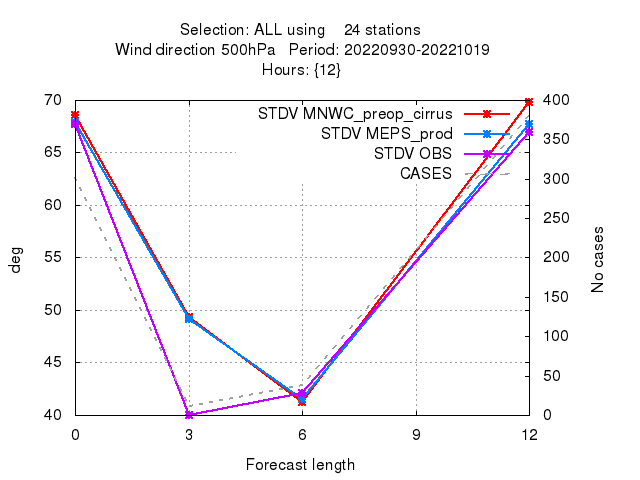 Selection: ALL using    24 stations
Wind direction 500hPa   Period: 20220930-20221019
Hours: {12}
STDV MNWC_preop_cirrus
STDV MEPS_prod
STDV OBS
CASES
70
65
60
55
50
45
40
deg
400
350
300
250
200
150
100
50
0
No cases
0 3 6 9 12
Forecast length